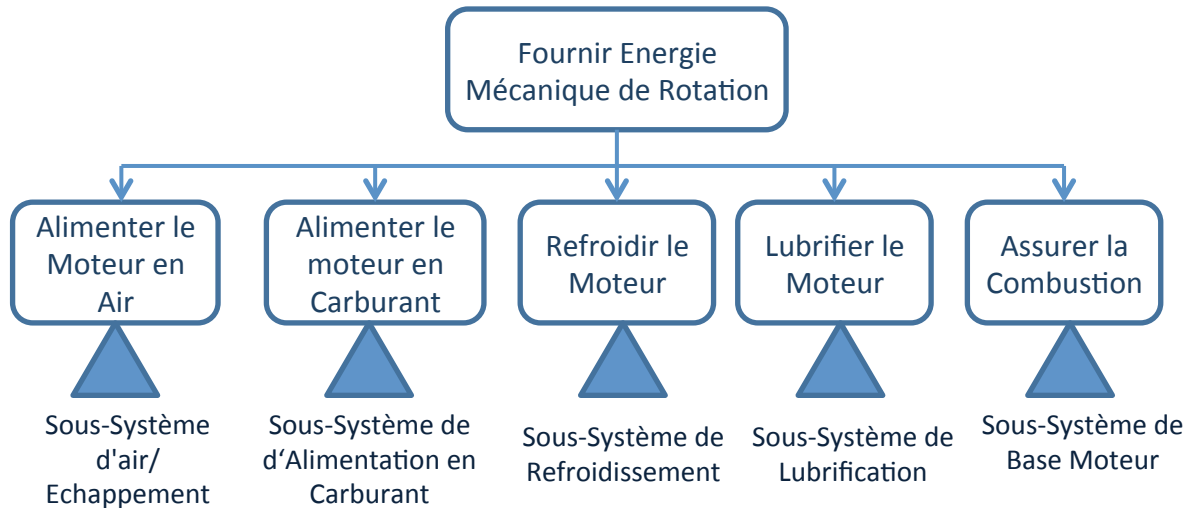 Fournir Energie
Mécanique de Rotation
Alimenter le
Moteur en
Air
Alimenter le
moteur en
Carburant
Refroidir le
Moteur
Lubrifier le
Moteur
Assurer la
Combustion
Sous-Système
d'air/
Echappement
Sous-Système de
d‘Alimentation en
Carburant
Sous-Système de
Refroidissement
Sous-Système de
Lubrification
Sous-Système de
Base Moteur